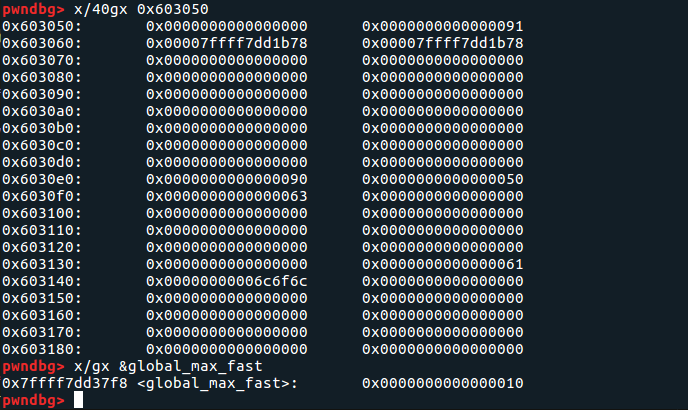 pwndbg> x/40gx 0x603050
0x603050: 0x0000000000000000 0x0000000000000091
0x603060: 0x00007ffff7dd1b78 0x00007ffff7dd1b78
0x603070: 0x0000000000000000 0x0000000000000000
0x603080: 0x0000000000000000 0x0000000000000000
0x603090: 0x0000000000000000 0x0000000000000000
0x6030a0: 0x0000000000000000 0x0000000000000000
0x6030b0: 0x0000000000000000 0x0000000000000000
0x6030c0: 0x0000000000000000 0x0000000000000000
0x6030d0: 0x0000000000000000 0x0000000000000000
0x6030e0: 0x0000000000000090 0x0000000000000050
0x6030f0: 0x0000000000000063 0x0000000000000000
0x603100: 0x0000000000000000 0x0000000000000000
0x603110: 0x0000000000000000 0x0000000000000000
0x603120: 0x0000000000000000 0x0000000000000000
0x603130: 0x0000000000000000 0x0000000000000061
0x603140: 0x00000000006c6f6c 0x0000000000000000
0x603150: 0x0000000000000000 0x0000000000000000
0x603160: 0x0000000000000000 0x0000000000000000
0x603170: 0x0000000000000000 0x0000000000000000
0x603180: 0x0000000000000000 0x0000000000000000
pwndbg> x/gx &global_max_fast
0x7ffff7dd37f8 <global_max_fast>: 0x0000000000000010
pwndbg>